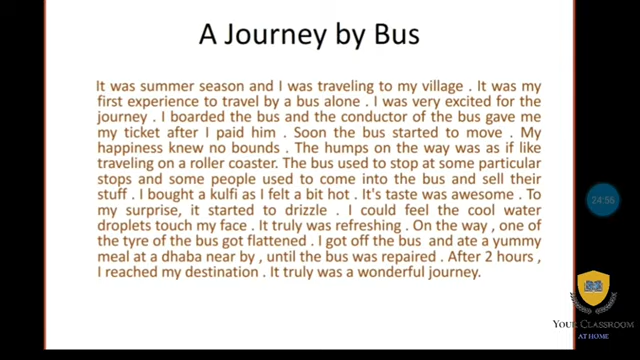 A Journey by Bus
It was summer season and I was traveling to my village . It was my
first experience to travel by a bus alone . I was very excited for the
journey . I boarded the bus and the conductor of the bus gave me
my ticket after I paid him . Soon the bus started to move . My
happiness knew no bounds . The humps on the way was as if like
traveling on a roller coaster. The bus used to stop at some particular
stops and some people used to come into the bus and sell their
stuff . I bought a kulfi as I felt a bit hot . It's taste was awesome . To
my surprise, it started to drizzle . I could feel the cool water
droplets touch my face . It truly was refreshing . On the way , one of
the tyre of the bus got flattened . I got off the bus and ate a yummy
meal at a dhaba near by , until the bus was repaired . After 2 hours ,
I reached my destination . It truly was a wonderful journey.
24:56
YOUR CLASSROOM
AT HOME